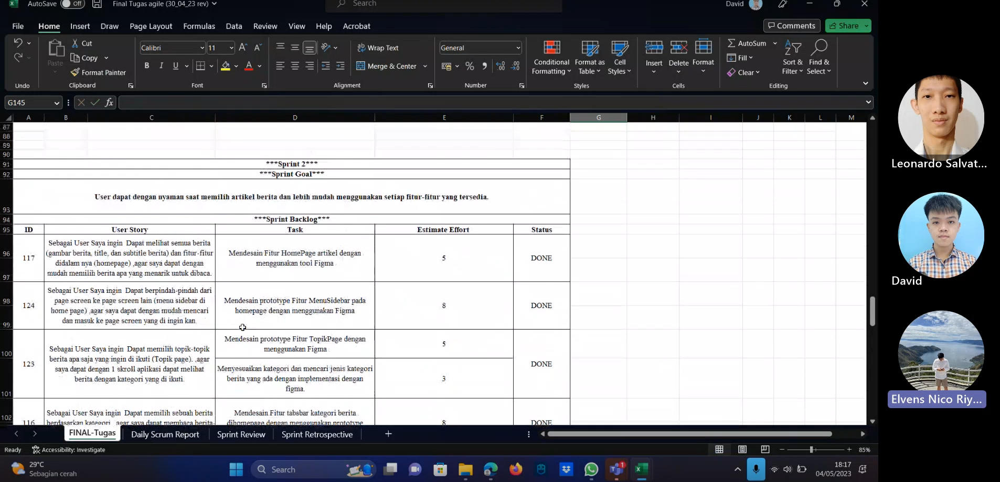 AutoSave Off Final Tugas agile (30_04_23 rev) Search David
File Home Insert Draw Page Layout Formulas Data Review View Help Acrobat Comments Share
Paste Cut Copy Format Painter
Calibri 11 B I U A A
Wrap Text Merge & Center
General % 9
Conditional Formatting Format as Table Cell Styles Insert Delete Format
AutoSum Fill Clear Sort & Filter Find & Select
Undo Clipboard Font Alignment Number Styles Cells Editing
G145 fx
A B C D E F G H I J K L M
87
88
89
90
91 ***Sprint 2***
92 ***Sprint Goal***
93 User dapat dengan nyaman saat memilih artikel berita dan lebih mudah menggunakan setiap fitur-fitur yang tersedia.
94 ***Sprint Backlog***
95 ID User Story Task Estimate Effort Status
96
97
117
Sebagai User Saya ingin Dapat melihat semua berita
(gambar berita, title, dan subtitle berita) dan fitur-fitur
didalam nya (homepage) ,agar saya dapat dengan
mudah memilih berita apa yang menarik untuk dibaca.
Mendesain Fitur HomePage artikel dengan
menggunakan tool Figma
5
DONE
98
99
124
Sebagai User Saya ingin Dapat berpindah-pindah dari
page screen ke page screen lain (menu sidebar di
home page) ,agar saya dapat dengan mudah mencari
dan masuk ke page screen yang di ingin kan.
Mendesain prototype Fitur MenuSidebar pada
homepage dengan menggunakan Figma
8
DONE
100
101
123
Sebagai User Saya ingin Dapat memilih topik-topik
berita apa saja yang ingin di ikuti (Topik page). ,agar
saya dapat dengan 1 skroll aplikasi dapat melihat
berita dengan kategori yang di ikuti.
Mendesain prototype Fitur TopikPage dengan
menggunakan Figma
5
Menyesuaikan kategori dan mencari jenis kategori
berita yang ada dengan implementasi dengan
figma.
3
DONE
102
116
Sebagai User Saya ingin Dapat memilih sebuah berita
berdasarkan kategori ,agar saya dapat membaca berita-
Mendesain Fitur tabsbar kategori berita
dihomepage dengan menggunakan prototype
8
DONE
FINAL-Tugas Daily Scrum Report Sprint Review Sprint Retrospective
Ready Accessibility: Investigate 85%
29°C
Sebagian cerah
Search
1
18:17
04/05/2023
Leonardo Salvat...
David
Elvens Nico Riy...